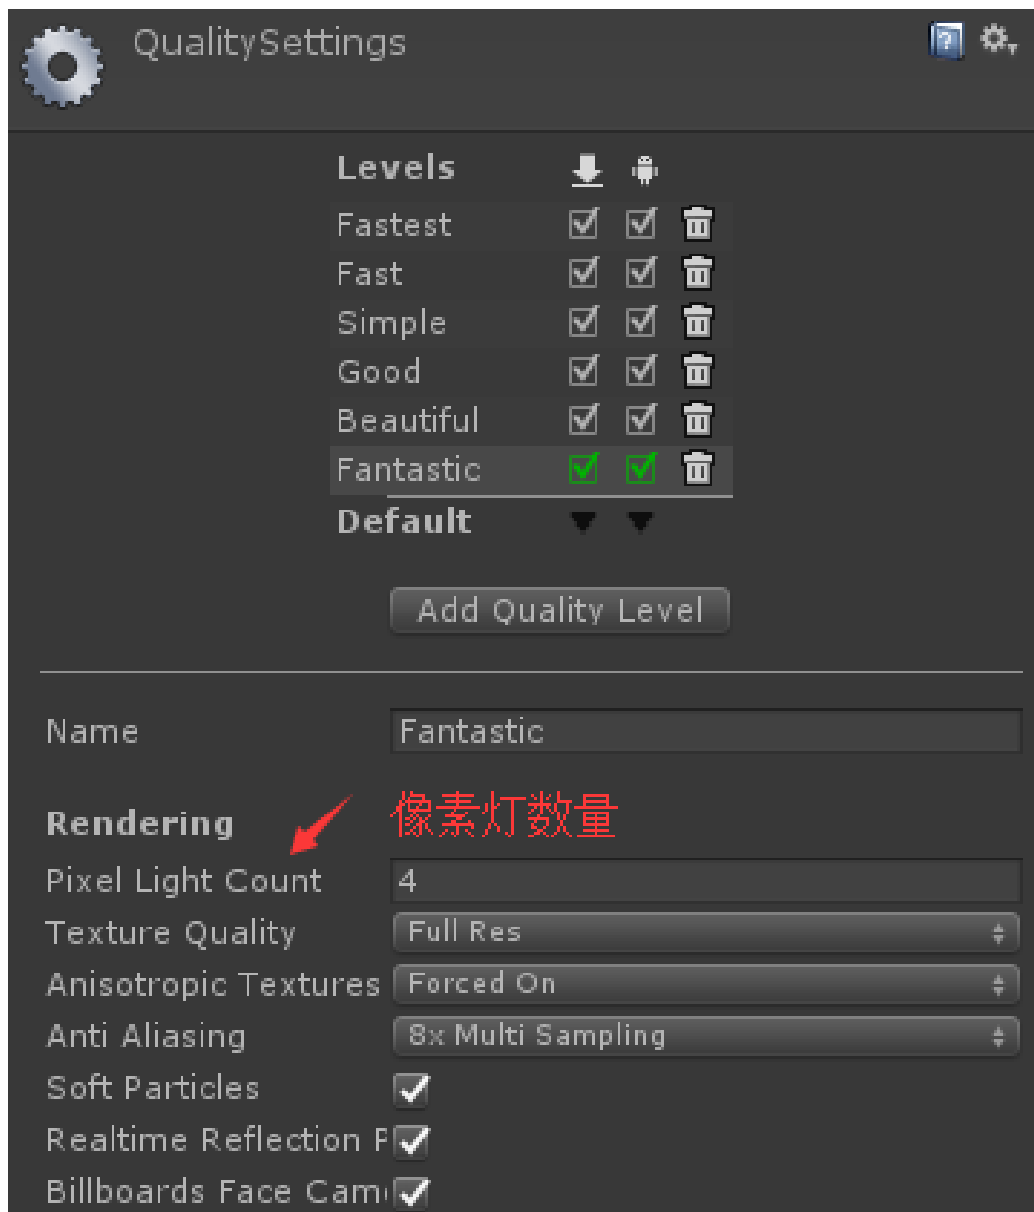 QualitySettings
Levels
Fastest
Fast
Simple
Good
Beautiful
Fantastic
Default
Add Quality Level
Name Fantastic
像素灯数量
Rendering
Pixel Light Count 4
Texture Quality Full Res
Anisotropic Textures Forced On
Anti Aliasing 8x Multi Sampling
Soft Particles
Realtime Reflection P
Billboards Face Cam